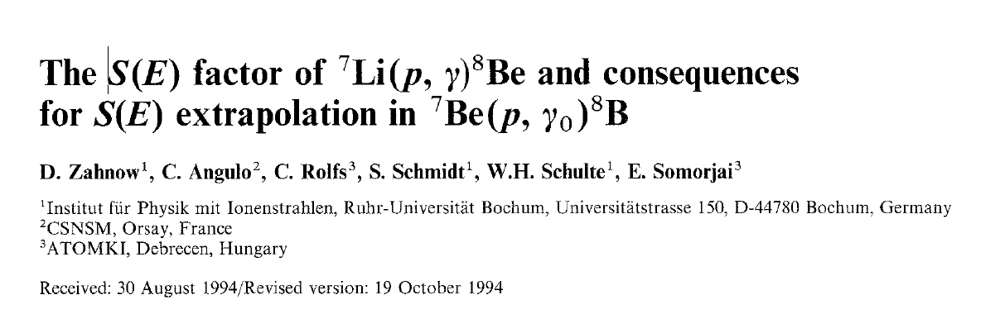 The S(E) factor of ⁷Li(p, γ)⁸Be and consequences
for S(E) extrapolation in ⁷Be(p, γ₀)⁸B
D. Zahnow¹, C. Angulo², C. Rolfs³, S. Schmidt¹, W.H. Schulte¹, E. Somorjai³
¹Institut für Physik mit Ionenstrahlen, Ruhr-Universität Bochum, Universitätstrasse 150, D-44780 Bochum, Germany
²CSNSM, Orsay, France
³ATOMKI, Debrecen, Hungary
Received: 30 August 1994/Revised version: 19 October 1994